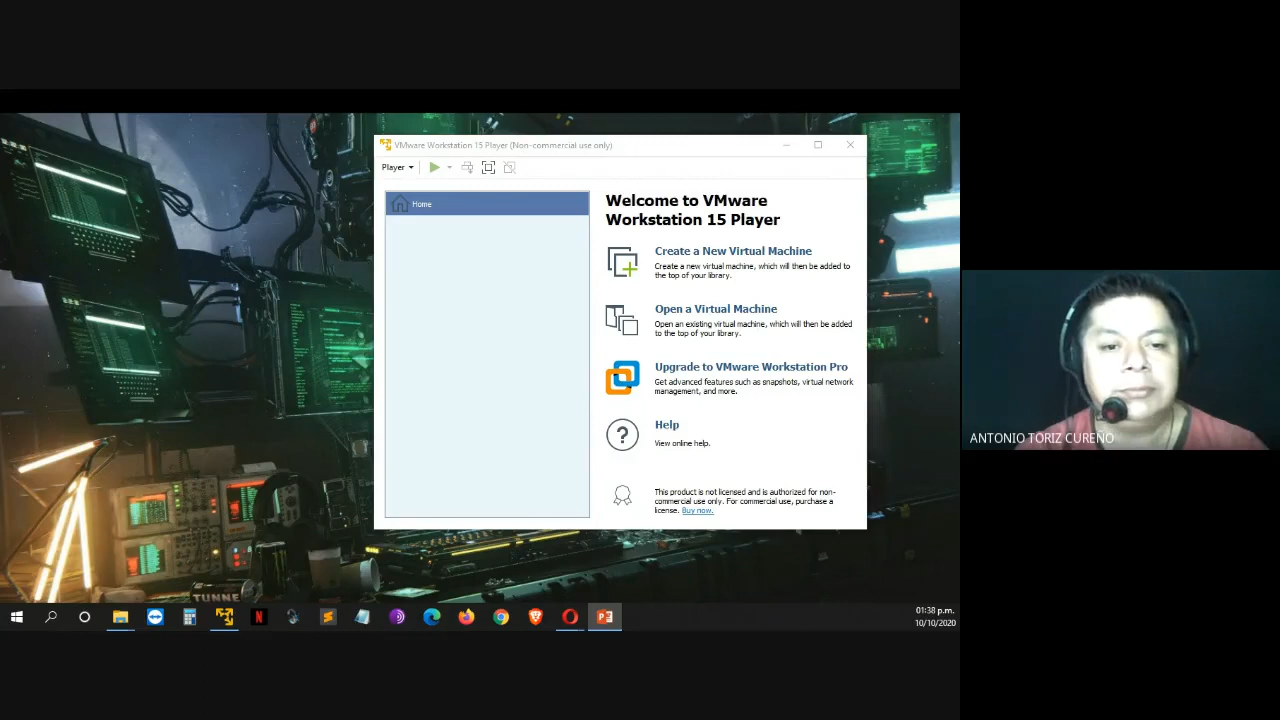 VMware Workstation 15 Player (Non-commercial use only)
Player
Home
Welcome to VMware
Workstation 15 Player
Create a New Virtual Machine
Create a new virtual machine, which will then be added to
the top of your library.
Open a Virtual Machine
Open an existing virtual machine, which will then be added
to the top of your library.
Upgrade to VMware Workstation Pro
Get advanced features such as snapshots, virtual network
management, and more.
Help
View online help.
This product is not licensed and is authorized for non-
commercial use only. For commercial use, purchase a
license. Buy now.
ANTONIO TORIZ CUREÑO
TUNNE
01:38 p.m.
10/10/2020